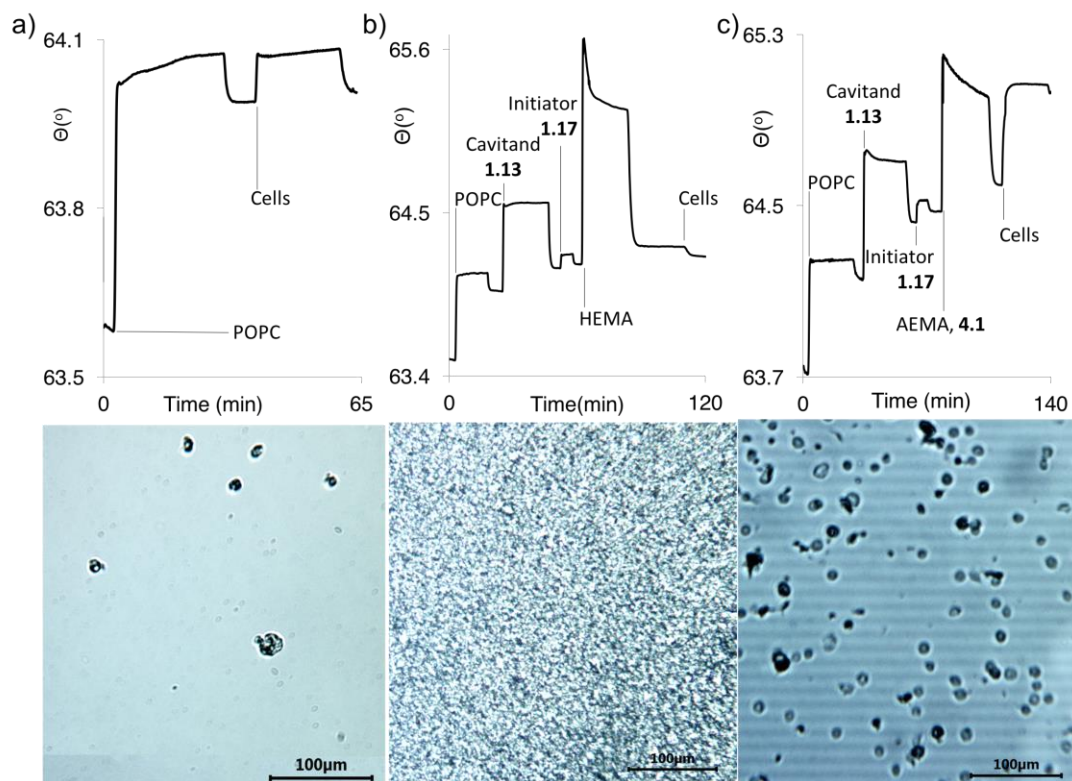 a)
64.1
63.8
63.5
Θ(º)
Cells
POPC
0
Time (min)
65
b)
65.6
64.5
63.4
Θ(º)
Initiator
1.17
Cavitand
1.13
POPC
Cells
HEMA
0
Time(min)
120
c)
65.3
64.5
63.7
Θ(º)
Cavitand
1.13
POPC
Initiator
1.17
Cells
AEMA, 4.1
0
Time (min)
140
100μm
100μm
100μm